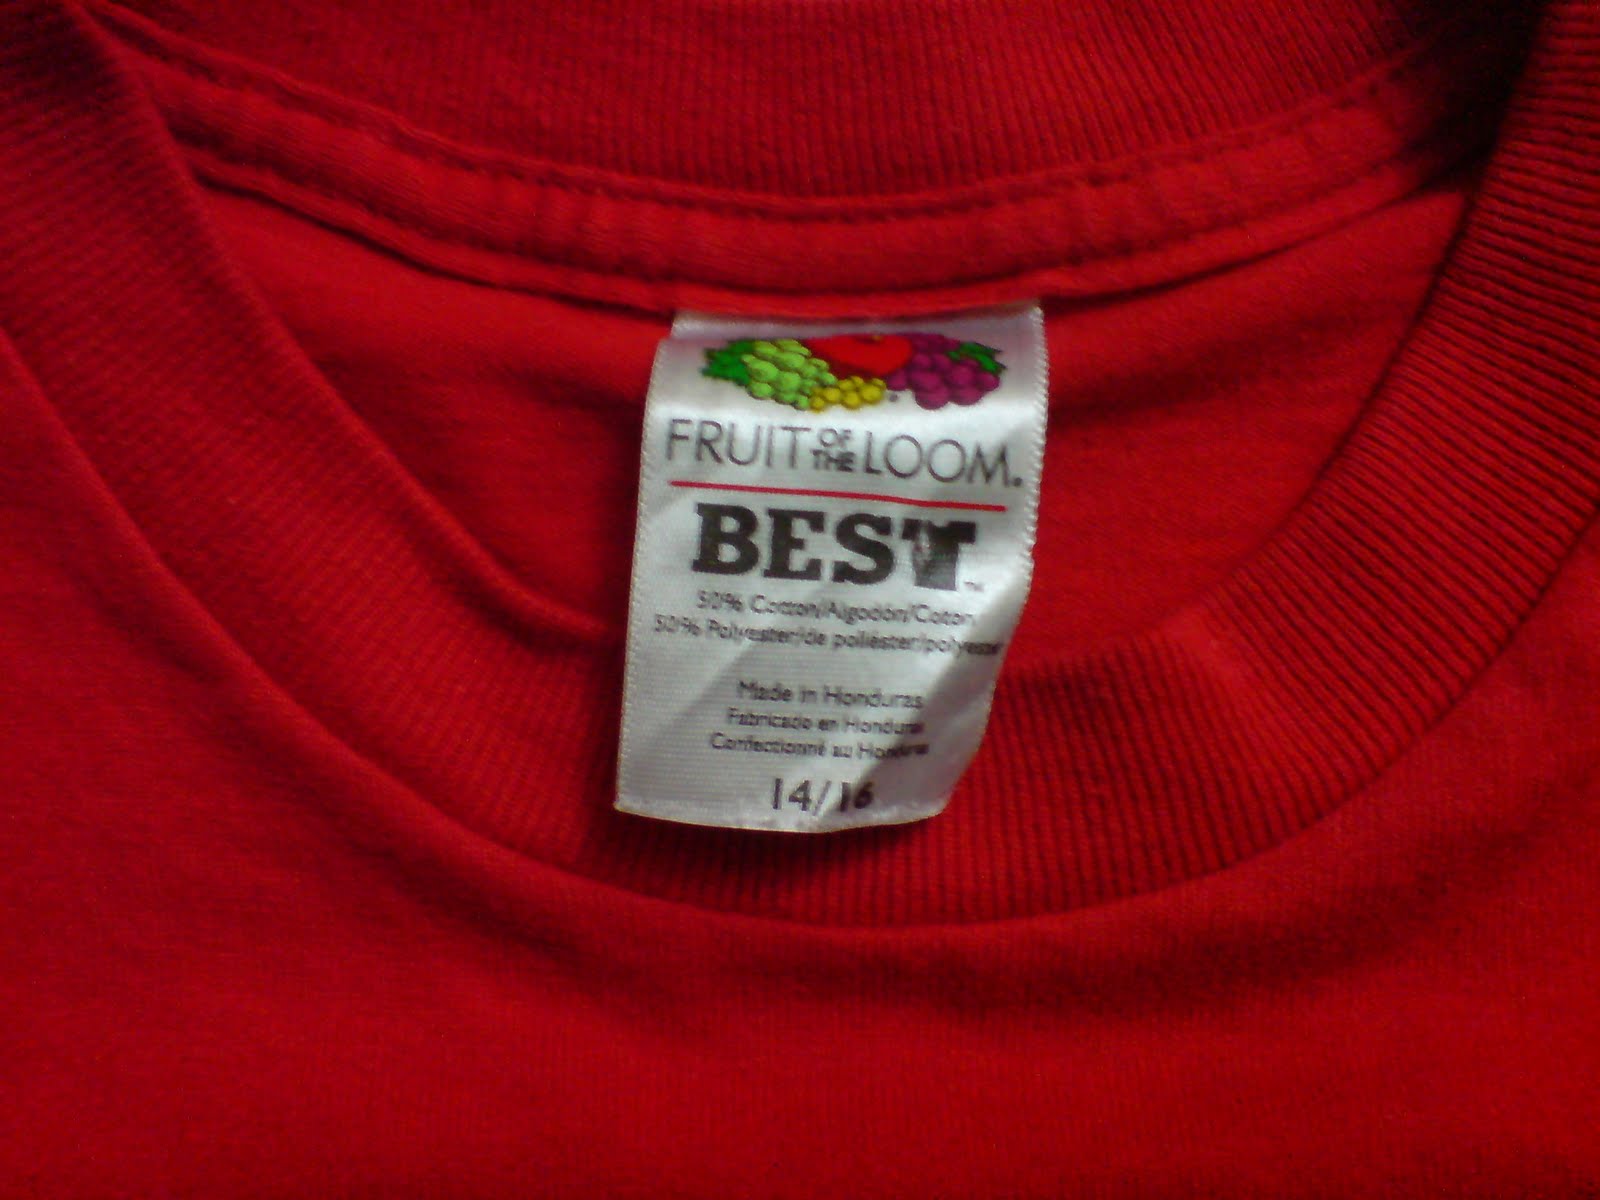 FRUIT OF THE LOOM®
BEST™
50% Cotton/Algodón/Coton
50% Polyester/de poliéster/polyester
Made in Honduras
Fabricado en Honduras
Confectionné au Honduras
14/16